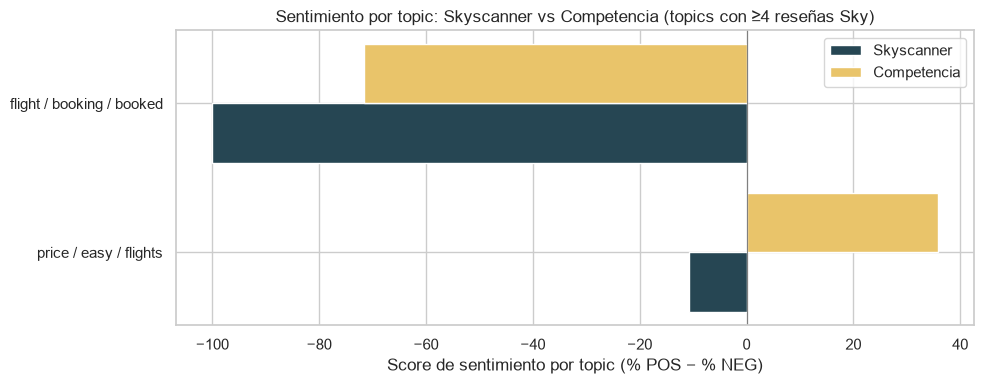 Sentimiento por topic: Skyscanner vs Competencia (topics con ≥4 reseñas Sky)
Skyscanner
Competencia
flight / booking / booked
price / easy / flights
−100 −80 −60 −40 −20 0 20 40
Score de sentimiento por topic (% POS − % NEG)